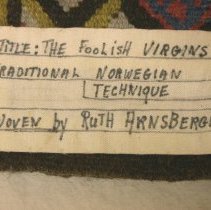 TITLE: THE FOOLISH VIRGINS
TRADITIONAL NORWEGIAN
TECHNIQUE
WOVEN by RUTH ARNSBERG